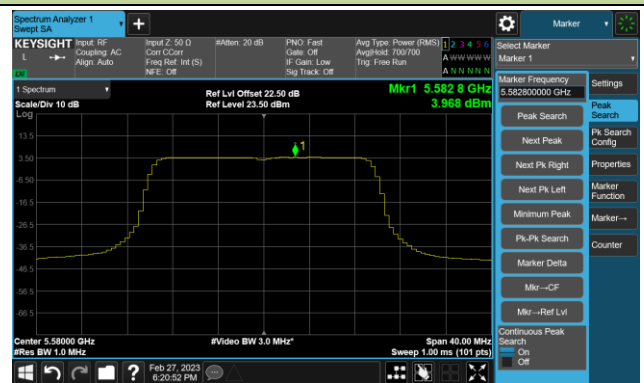 Spectrum Analyzer 1
Swept SA
+
Marker
KEYSIGHT
L
LXI
Input: RF
Coupling: AC
Align: Auto
Input Z: 50 Ω
Corr CCorr
Freq Ref: Int (S)
NFE: Off
#Atten: 20 dB
PNO: Fast
Gate: Off
IF Gain: Low
Sig Track: Off
Avg Type: Power (RMS)
Avg|Hold: 700/700
Trig: Free Run
1 2 3 4 5 6
A W W W W W
A N N N N N
Select Marker
Marker 1
1 Spectrum
Scale/Div 10 dB
Log
Ref Lvl Offset 22.50 dB
Ref Level 23.50 dBm
Mkr1 5.582 8 GHz
3.968 dBm
13.5
3.50
-6.50
-16.5
-26.5
-36.5
-46.5
-56.5
-66.5
1
Center 5.58000 GHz
#Res BW 1.0 MHz
#Video BW 3.0 MHz*
Span 40.00 MHz
Sweep 1.00 ms (101 pts)
Marker Frequency
5.582800000 GHz
Peak Search
Next Peak
Next Pk Right
Next Pk Left
Minimum Peak
Pk-Pk Search
Marker Delta
Mkr→CF
Mkr→Ref Lvl
Continuous Peak
Search
On
Off
Settings
Peak
Search
Pk Search
Config
Properties
Marker
Function
Marker→
Counter
?
Feb 27, 2023
6:20:52 PM